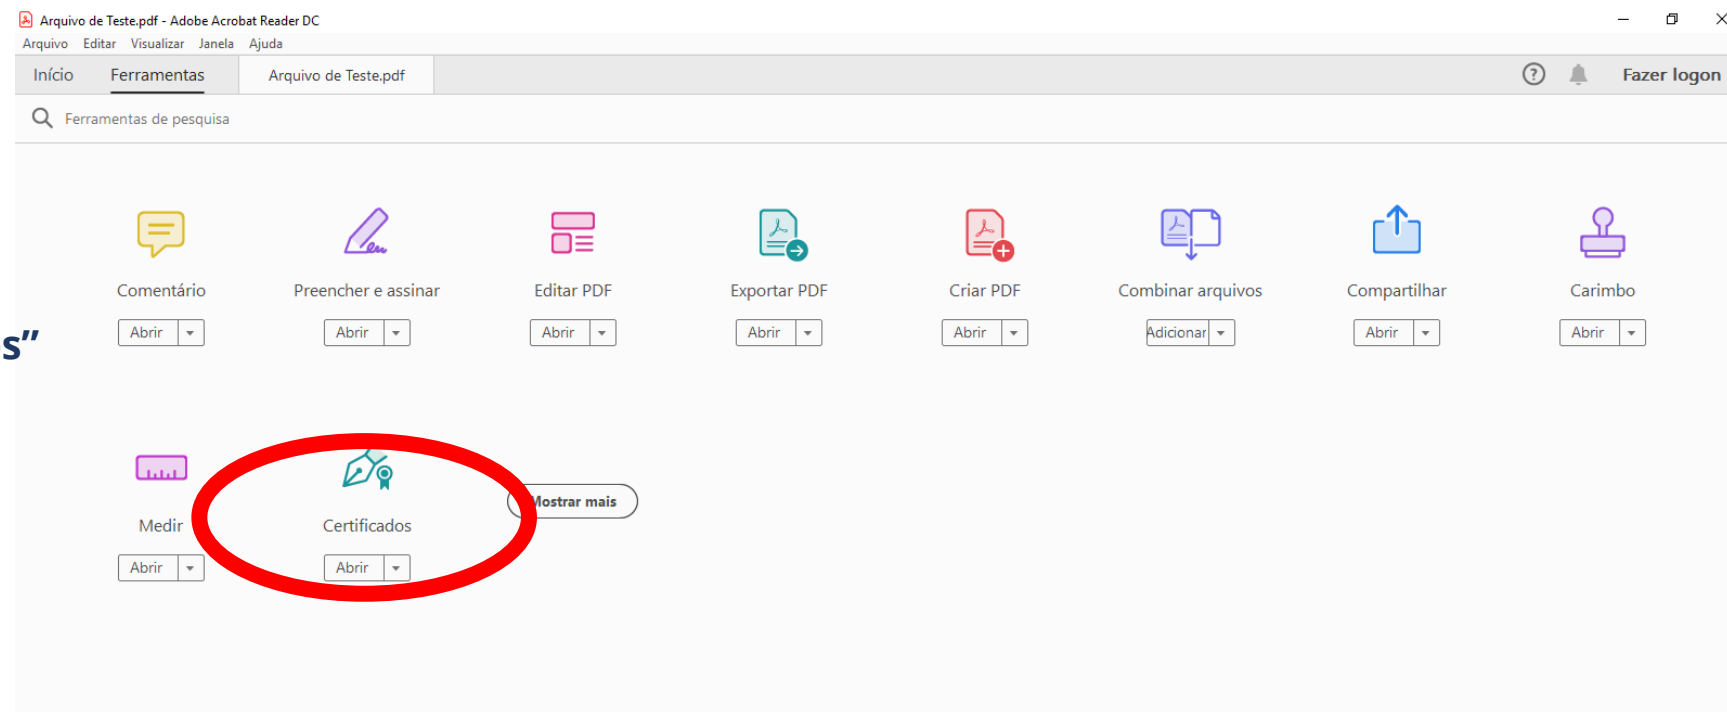 Arquivo de Teste.pdf - Adobe Acrobat Reader DC
Arquivo Editar Visualizar Janela Ajuda
Início Ferramentas Arquivo de Teste.pdf Fazer logon
Ferramentas de pesquisa
Comentário Preencher e assinar Editar PDF Exportar PDF Criar PDF Combinar arquivos Compartilhar Carimbo
Abrir Abrir Abrir Abrir Abrir Adicionar Abrir Abrir
s”
Mostrar mais
Medir Certificados
Abrir Abrir